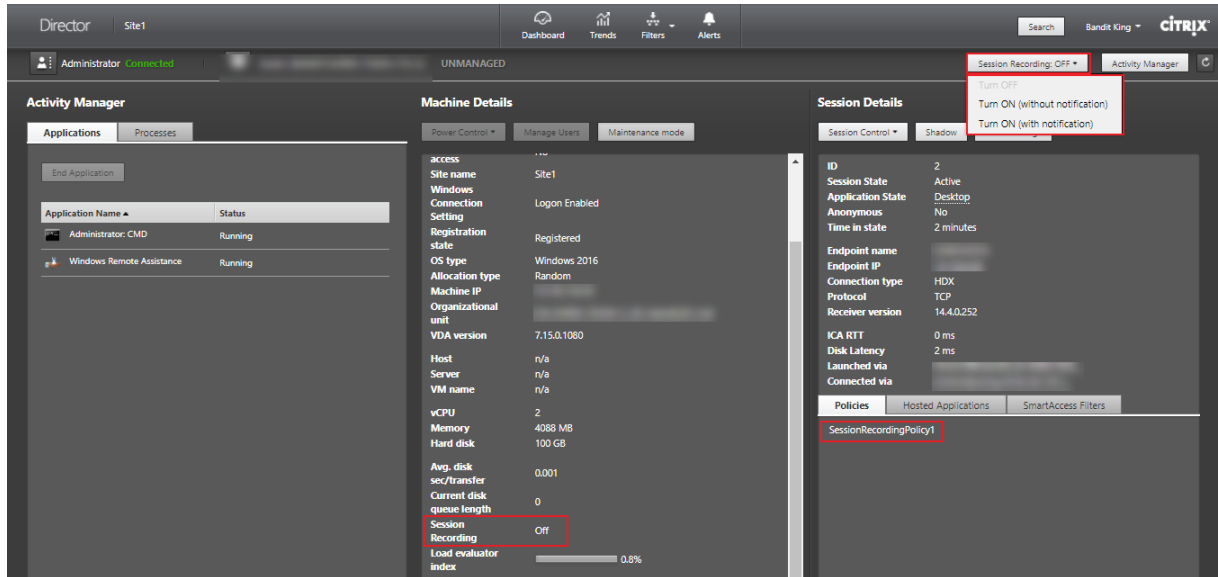 Director Site1 Dashboard Trends Filters Alerts Search Bandit King CİTRIX
Administrator Connected UNMANAGED Session Recording: OFF Activity Manager
Turn OFF
Turn ON (without notification)
Turn ON (with notification)
Activity Manager
Applications Processes
End Application
Application Name Status
Administrator: CMD Running
Windows Remote Assistance Running
Machine Details
Power Control Manage Users Maintenance mode
access
Site name Site1
Windows
Connection Logon Enabled
Setting
Registration
state Registered
OS type Windows 2016
Allocation type Random
Machine IP
Organizational
unit
VDA version 7.15.0.1080
Host n/a
Server n/a
VM name n/a
vCPU 2
Memory 4088 MB
Hard disk 100 GB
Avg. disk
sec/transfer 0.001
Current disk
queue length 0
Session
Recording Off
Load evaluator
index 0.8%
Session Details
Session Control Shadow
ID 2
Session State Active
Application State Desktop
Anonymous No
Time in state 2 minutes
Endpoint name
Endpoint IP
Connection type HDX
Protocol TCP
Receiver version 14.4.0.252
ICA RTT 0 ms
Disk Latency 2 ms
Launched via
Connected via
Policies Hosted Applications SmartAccess Filters
SessionRecordingPolicy1